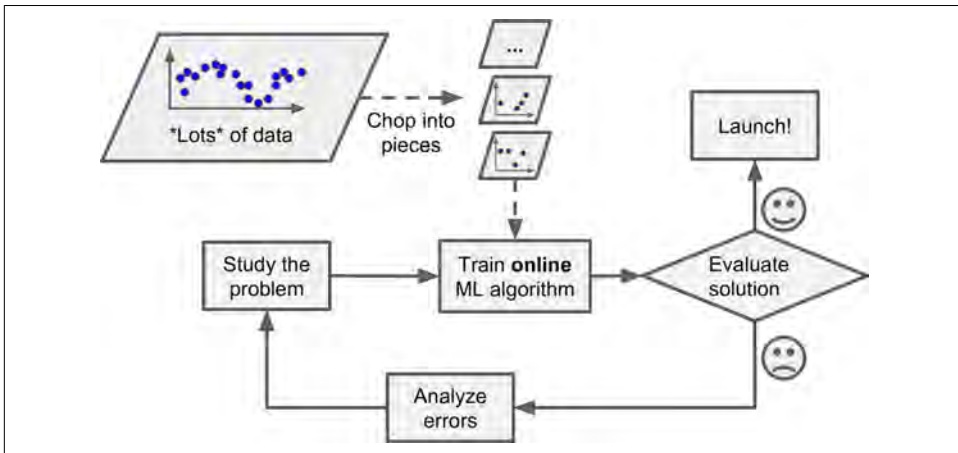 ...
*Lots* of data
Chop into
pieces
Launch!
Study the
problem
Train online
ML algorithm
Evaluate
solution
Analyze
errors